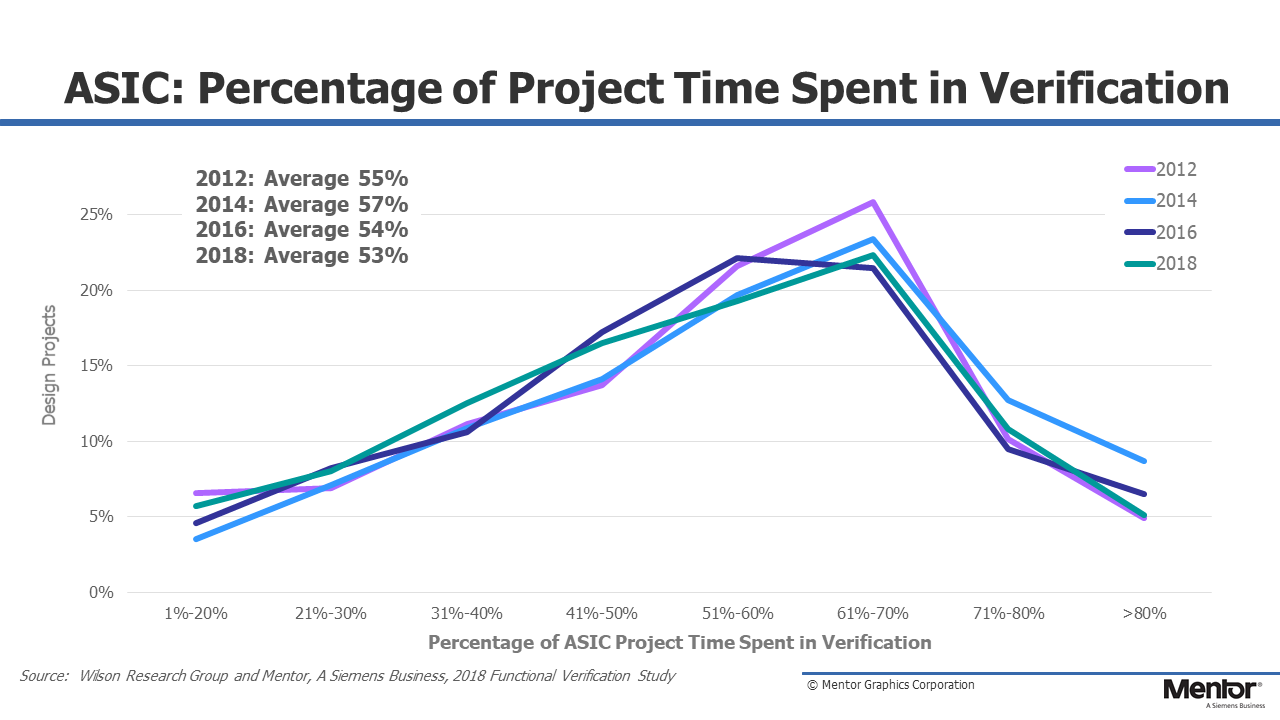 ASIC: Percentage of Project Time Spent in Verification
2012: Average 55%
2014: Average 57%
2016: Average 54%
2018: Average 53%
2012
2014
2016
2018
25%
20%
15%
10%
5%
0%
Design Projects
1%-20% 21%-30% 31%-40% 41%-50% 51%-60% 61%-70% 71%-80% >80%
Percentage of ASIC Project Time Spent in Verification
Source: Wilson Research Group and Mentor, A Siemens Business, 2018 Functional Verification Study
© Mentor Graphics Corporation
Mentor®
A Siemens Business